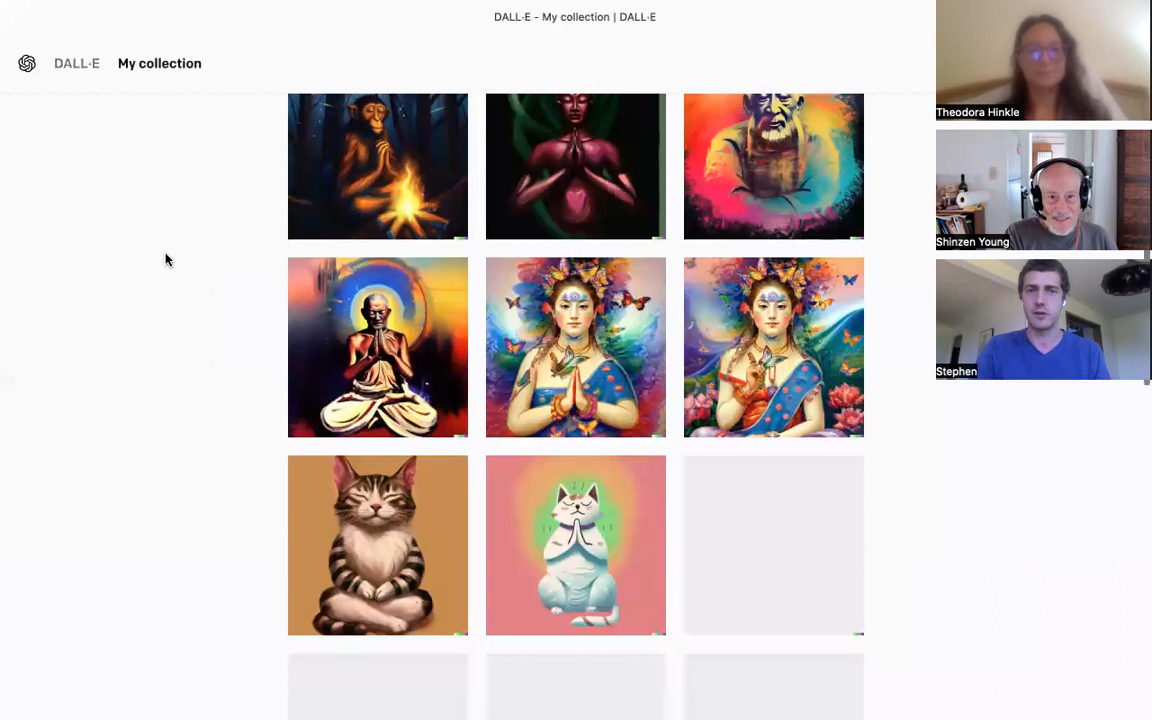 DALL·E - My collection | DALL·E
DALL·E My collection
Theodora Hinkle
Shinzen Young
Stephen